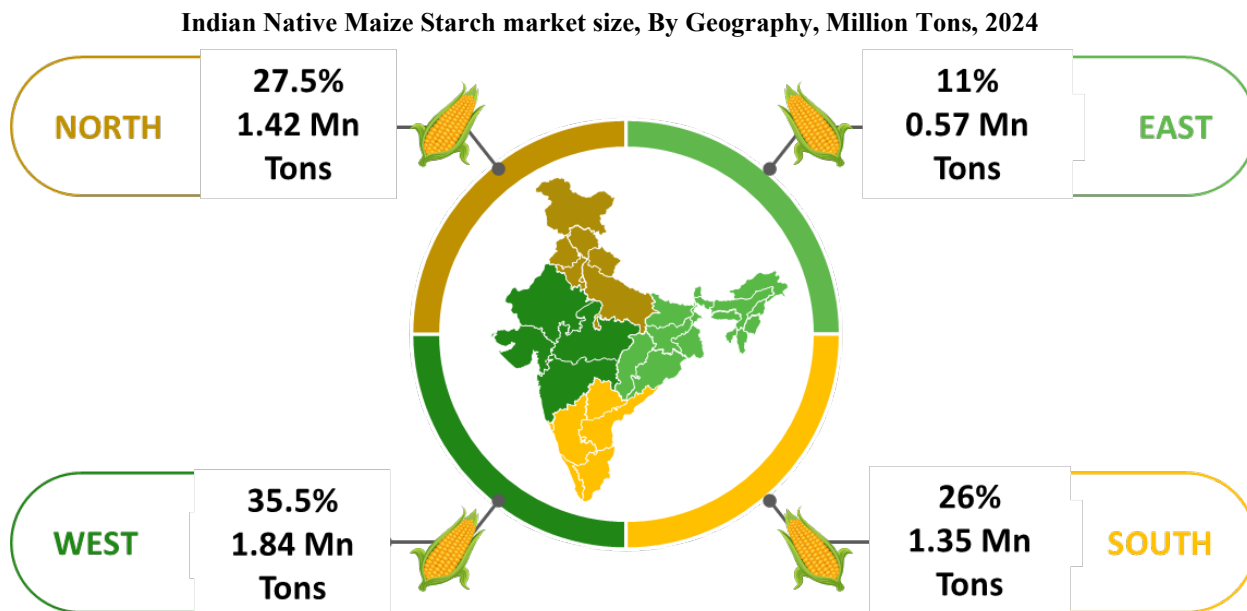 Indian Native Maize Starch market size, By Geography, Million Tons, 2024
NORTH
27.5%
1.42 Mn
Tons
11%
0.57 Mn
Tons
EAST
WEST
35.5%
1.84 Mn
Tons
26%
1.35 Mn
Tons
SOUTH